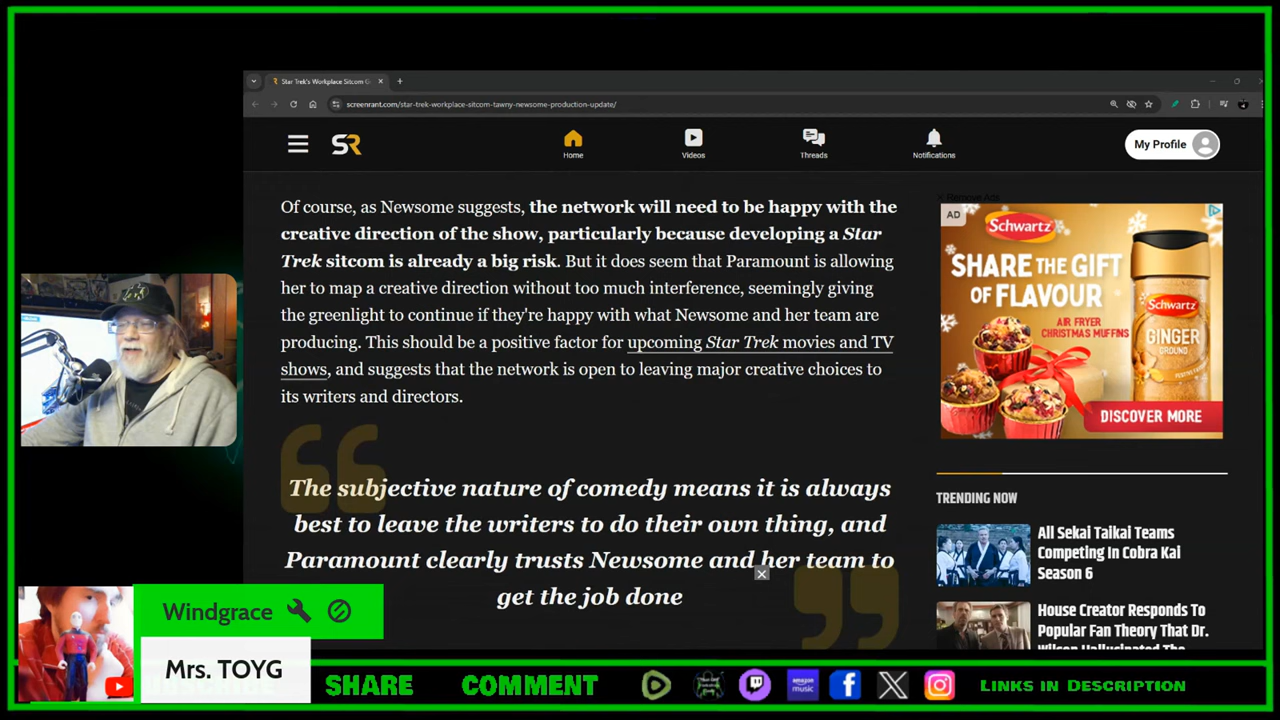 Star Trek's Workplace Sitcom G
screenrant.com/star-trek-workplace-sitcom-tawny-newsome-production-update/
SR
Home
Videos
Threads
Notifications
My Profile
Of course, as Newsome suggests, the network will need to be happy with the
creative direction of the show, particularly because developing a Star
Trek sitcom is already a big risk. But it does seem that Paramount is allowing
her to map a creative direction without too much interference, seemingly giving
the greenlight to continue if they're happy with what Newsome and her team are
producing. This should be a positive factor for upcoming Star Trek movies and TV
shows, and suggests that the network is open to leaving major creative choices to
its writers and directors.
The subjective nature of comedy means it is always
best to leave the writers to do their own thing, and
Paramount clearly trusts Newsome and her team to
get the job done
Remove Ads
AD
Schwartz
SHARE THE GIFT
OF FLAVOUR
AIR FRYER
CHRISTMAS MUFFINS
Schwartz
GINGER
GROUND
DISCOVER MORE
TRENDING NOW
All Sekai Taikai Teams
Competing In Cobra Kai
Season 6
House Creator Responds To
Popular Fan Theory That Dr.
Wilson Hallucinated The
Windgrace
Mrs. TOYG
SHARE
COMMENT
amazon
music
Links in Description